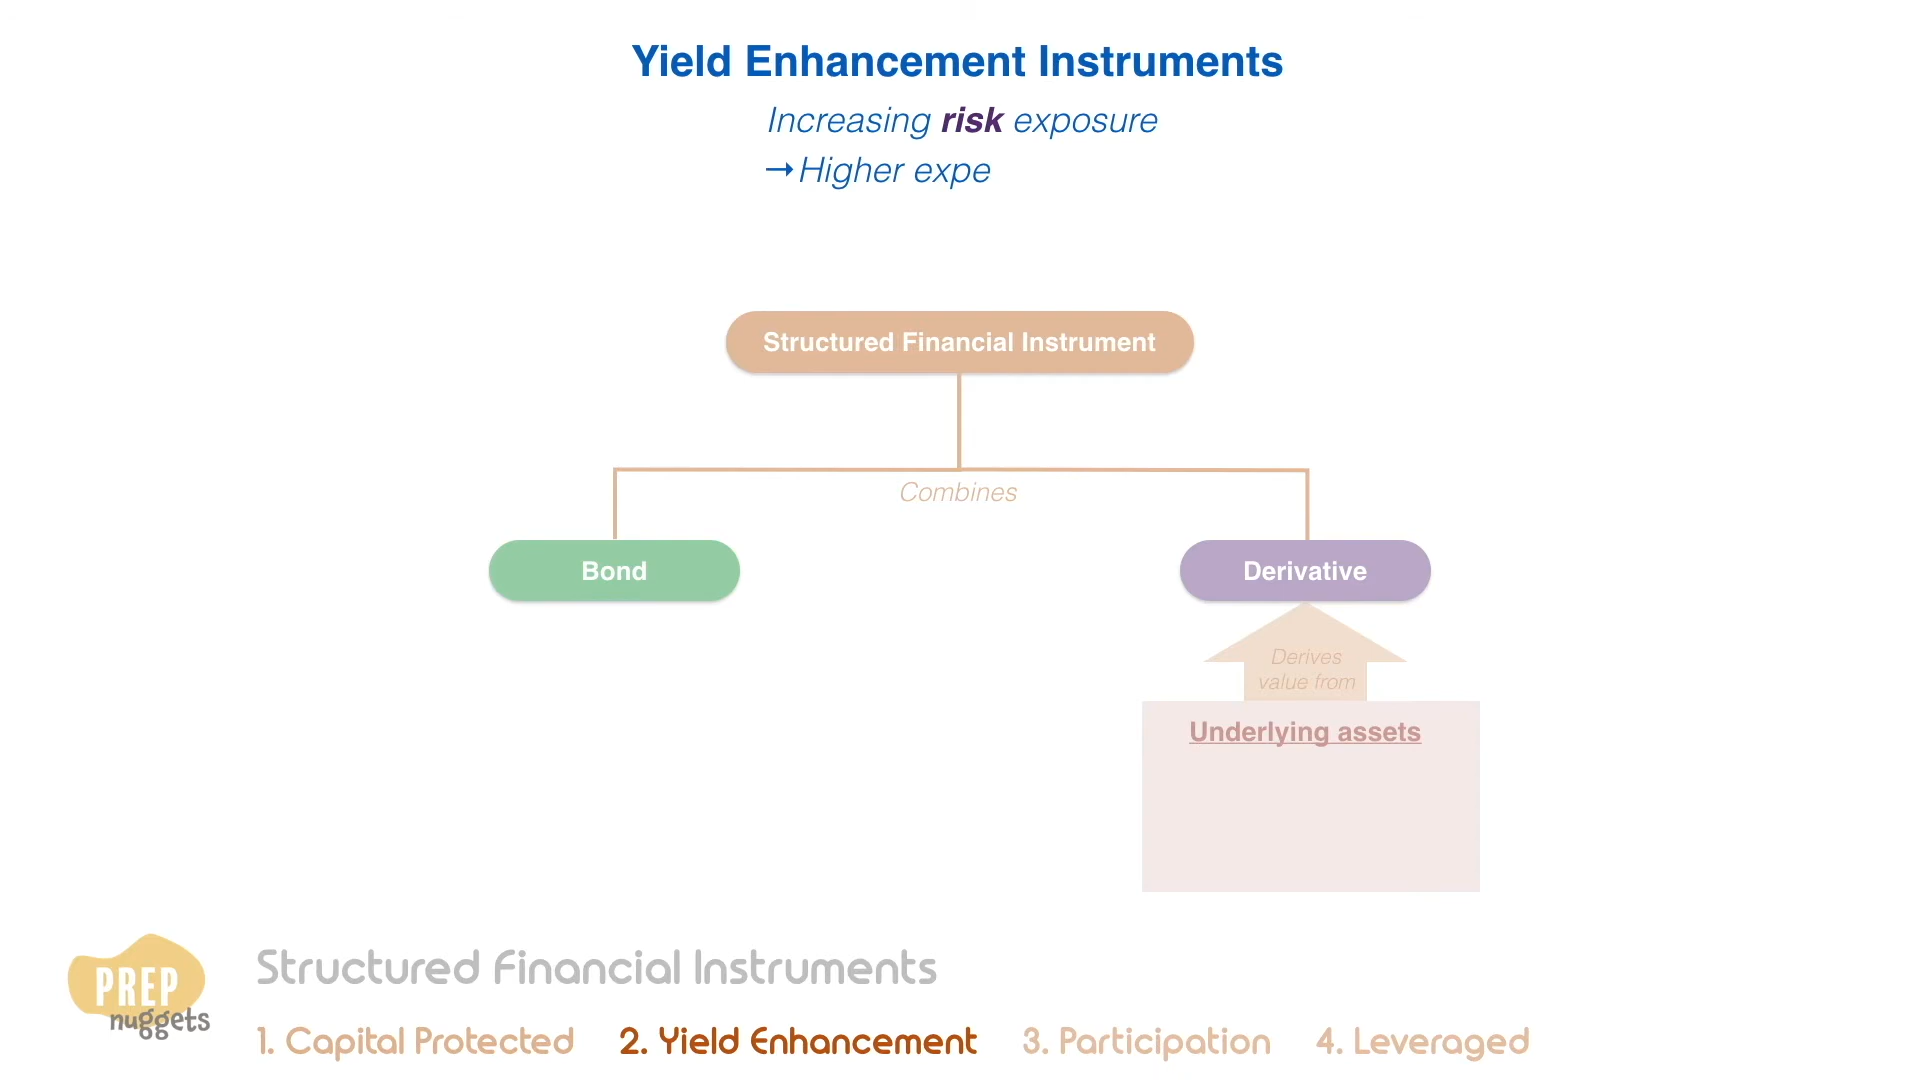 Yield Enhancement Instruments
Increasing risk exposure
→Higher expe
Structured Financial Instrument
Combines
Bond
Derivative
Derives
value from
Underlying assets
PREP
nuggets
Structured Financial Instruments
1. Capital Protected 2. Yield Enhancement 3. Participation 4. Leveraged